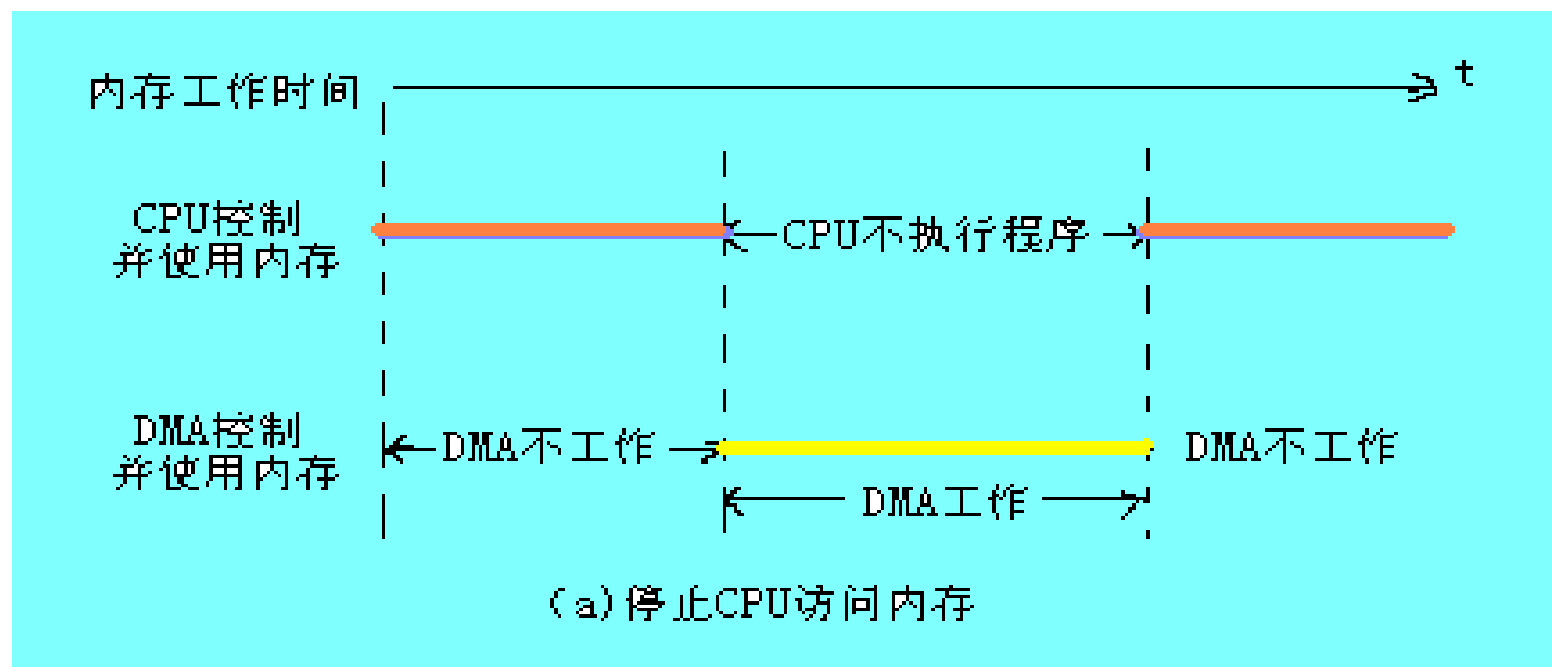 内存工作时间
t
CPU控制
并使用内存
CPU不执行程序
DMA控制
并使用内存
DMA不工作
DMA不工作
DMA工作
(a)停止CPU访问内存